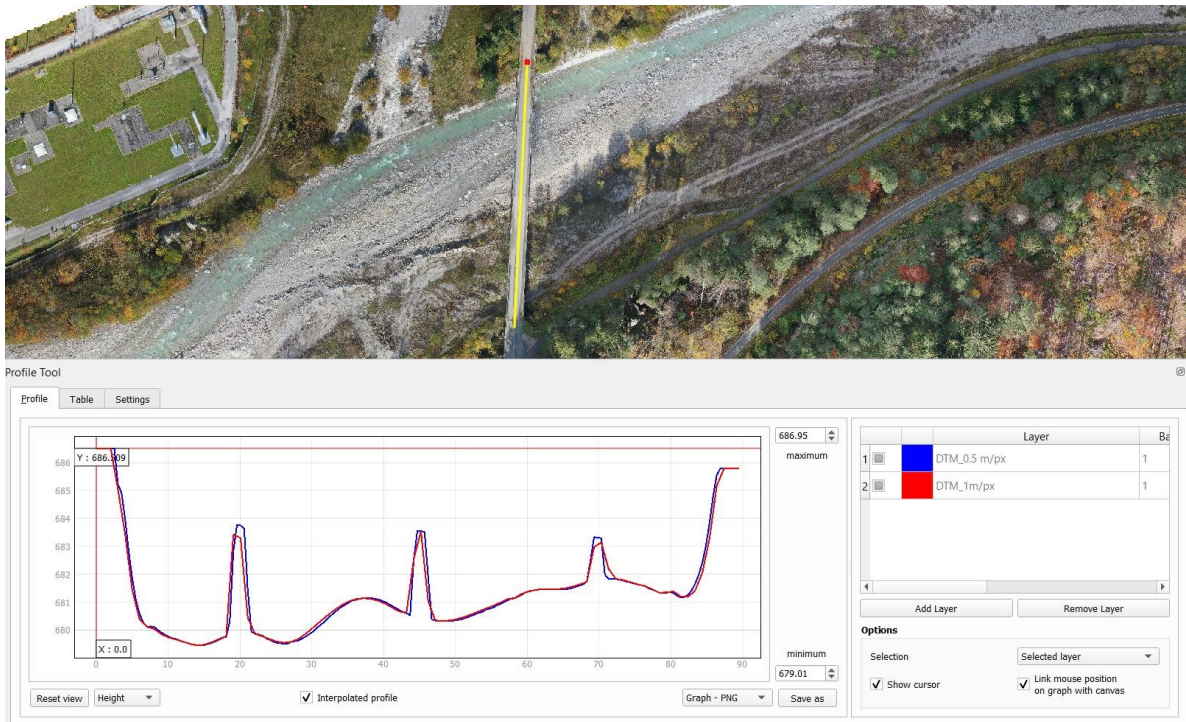 Profile Tool
Profile Table Settings
686.95
maximum
Y : 686.509
686
685
684
683
682
681
680
X : 0.0
0 10 20 30 40 50 60 70 80 90
minimum
679.01
Reset view Height Interpolated profile Graph - PNG Save as
Layer Ba
1 DTM_0.5 m/px 1
2 DTM_1m/px 1
Add Layer Remove Layer
Options
Selection Selected layer
Show cursor Link mouse position
on graph with canvas